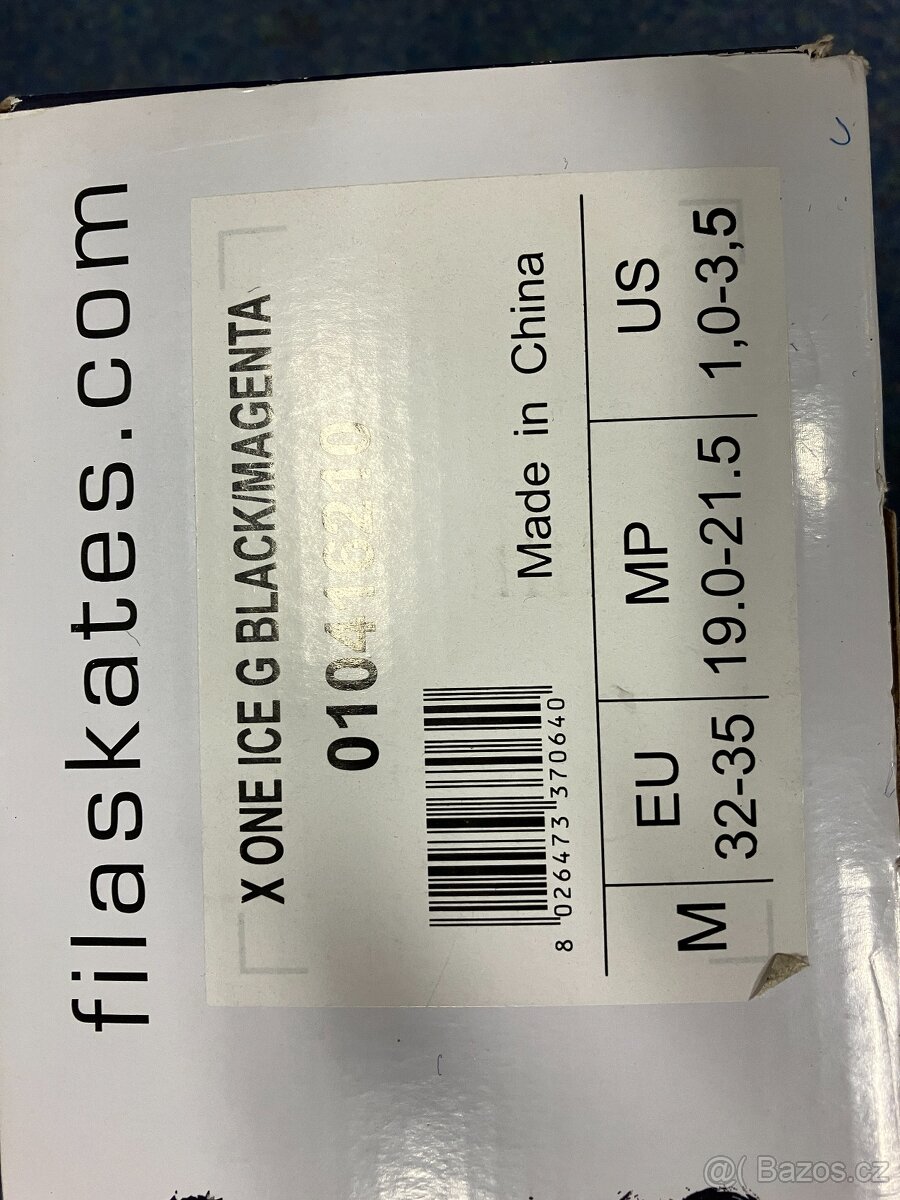 filaskates.com
X ONE ICE G BLACK/MAGENTA
010416210
Made in China
8 026473 370640
M
EU
32-35
MP
19.0-21.5
US
1,0-3,5
@( Bazos.cz